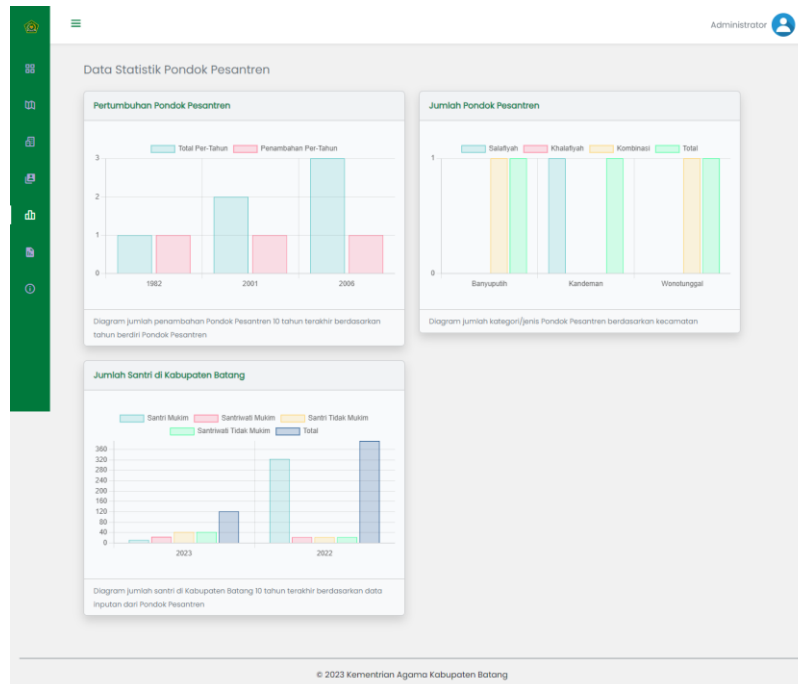 Administrator
Data Statistik Pondok Pesantren
Pertumbuhan Pondok Pesantren
Total Per-Tahun Penambahan Per-Tahun
3
2
1
0
1982 2001 2006
Diagram jumlah penambahan Pondok Pesantren 10 tahun terakhir berdasarkan
tahun berdiri Pondok Pesantren
Jumlah Pondok Pesantren
Salafiyah Khalafiyah Kombinasi Total
1
0
Banyuputih Kandeman Wonotunggal
Diagram jumlah kategori/jenis Pondok Pesantren berdasarkan kecamatan
Jumlah Santri di Kabupaten Batang
Santri Mukim Santriwati Mukim Santri Tidak Mukim
Santriwati Tidak Mukim Total
360
320
280
240
200
160
120
80
40
0
2023 2022
Diagram jumlah santri di Kabupaten Batang 10 tahun terakhir berdasarkan data
inputan dari Pondok Pesantren
© 2023 Kementrian Agama Kabupaten Batang